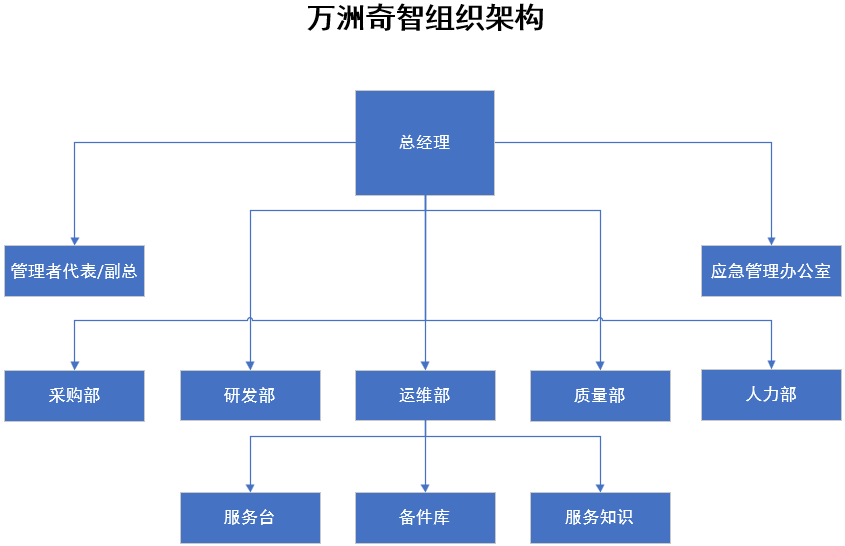 万洲奇智组织架构
总经理
管理者代表/副总
应急管理办公室
采购部
研发部
运维部
质量部
人力部
服务台
备件库
服务知识